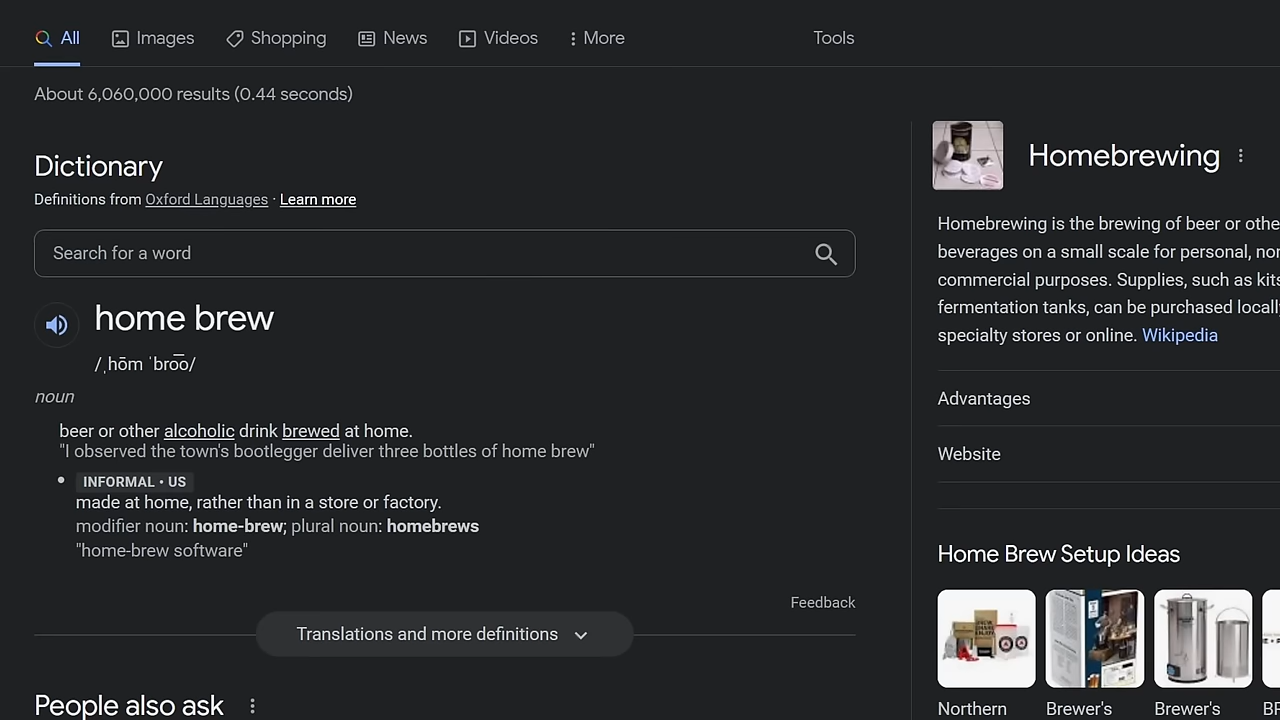 All Images Shopping News Videos More Tools
About 6,060,000 results (0.44 seconds)
Dictionary
Definitions from Oxford Languages · Learn more
Search for a word
home brew
/ˌhōm ˈbro͞o/
noun
beer or other alcoholic drink brewed at home.
"I observed the town's bootlegger deliver three bottles of home brew"
INFORMAL • US
made at home, rather than in a store or factory.
modifier noun: home-brew; plural noun: homebrews
"home-brew software"
Feedback
Translations and more definitions
People also ask
Homebrewing
Homebrewing is the brewing of beer or othe
beverages on a small scale for personal, non
commercial purposes. Supplies, such as kits
fermentation tanks, can be purchased locally
specialty stores or online. Wikipedia
Advantages
Website
Home Brew Setup Ideas
Northern Brewer's Brewer's